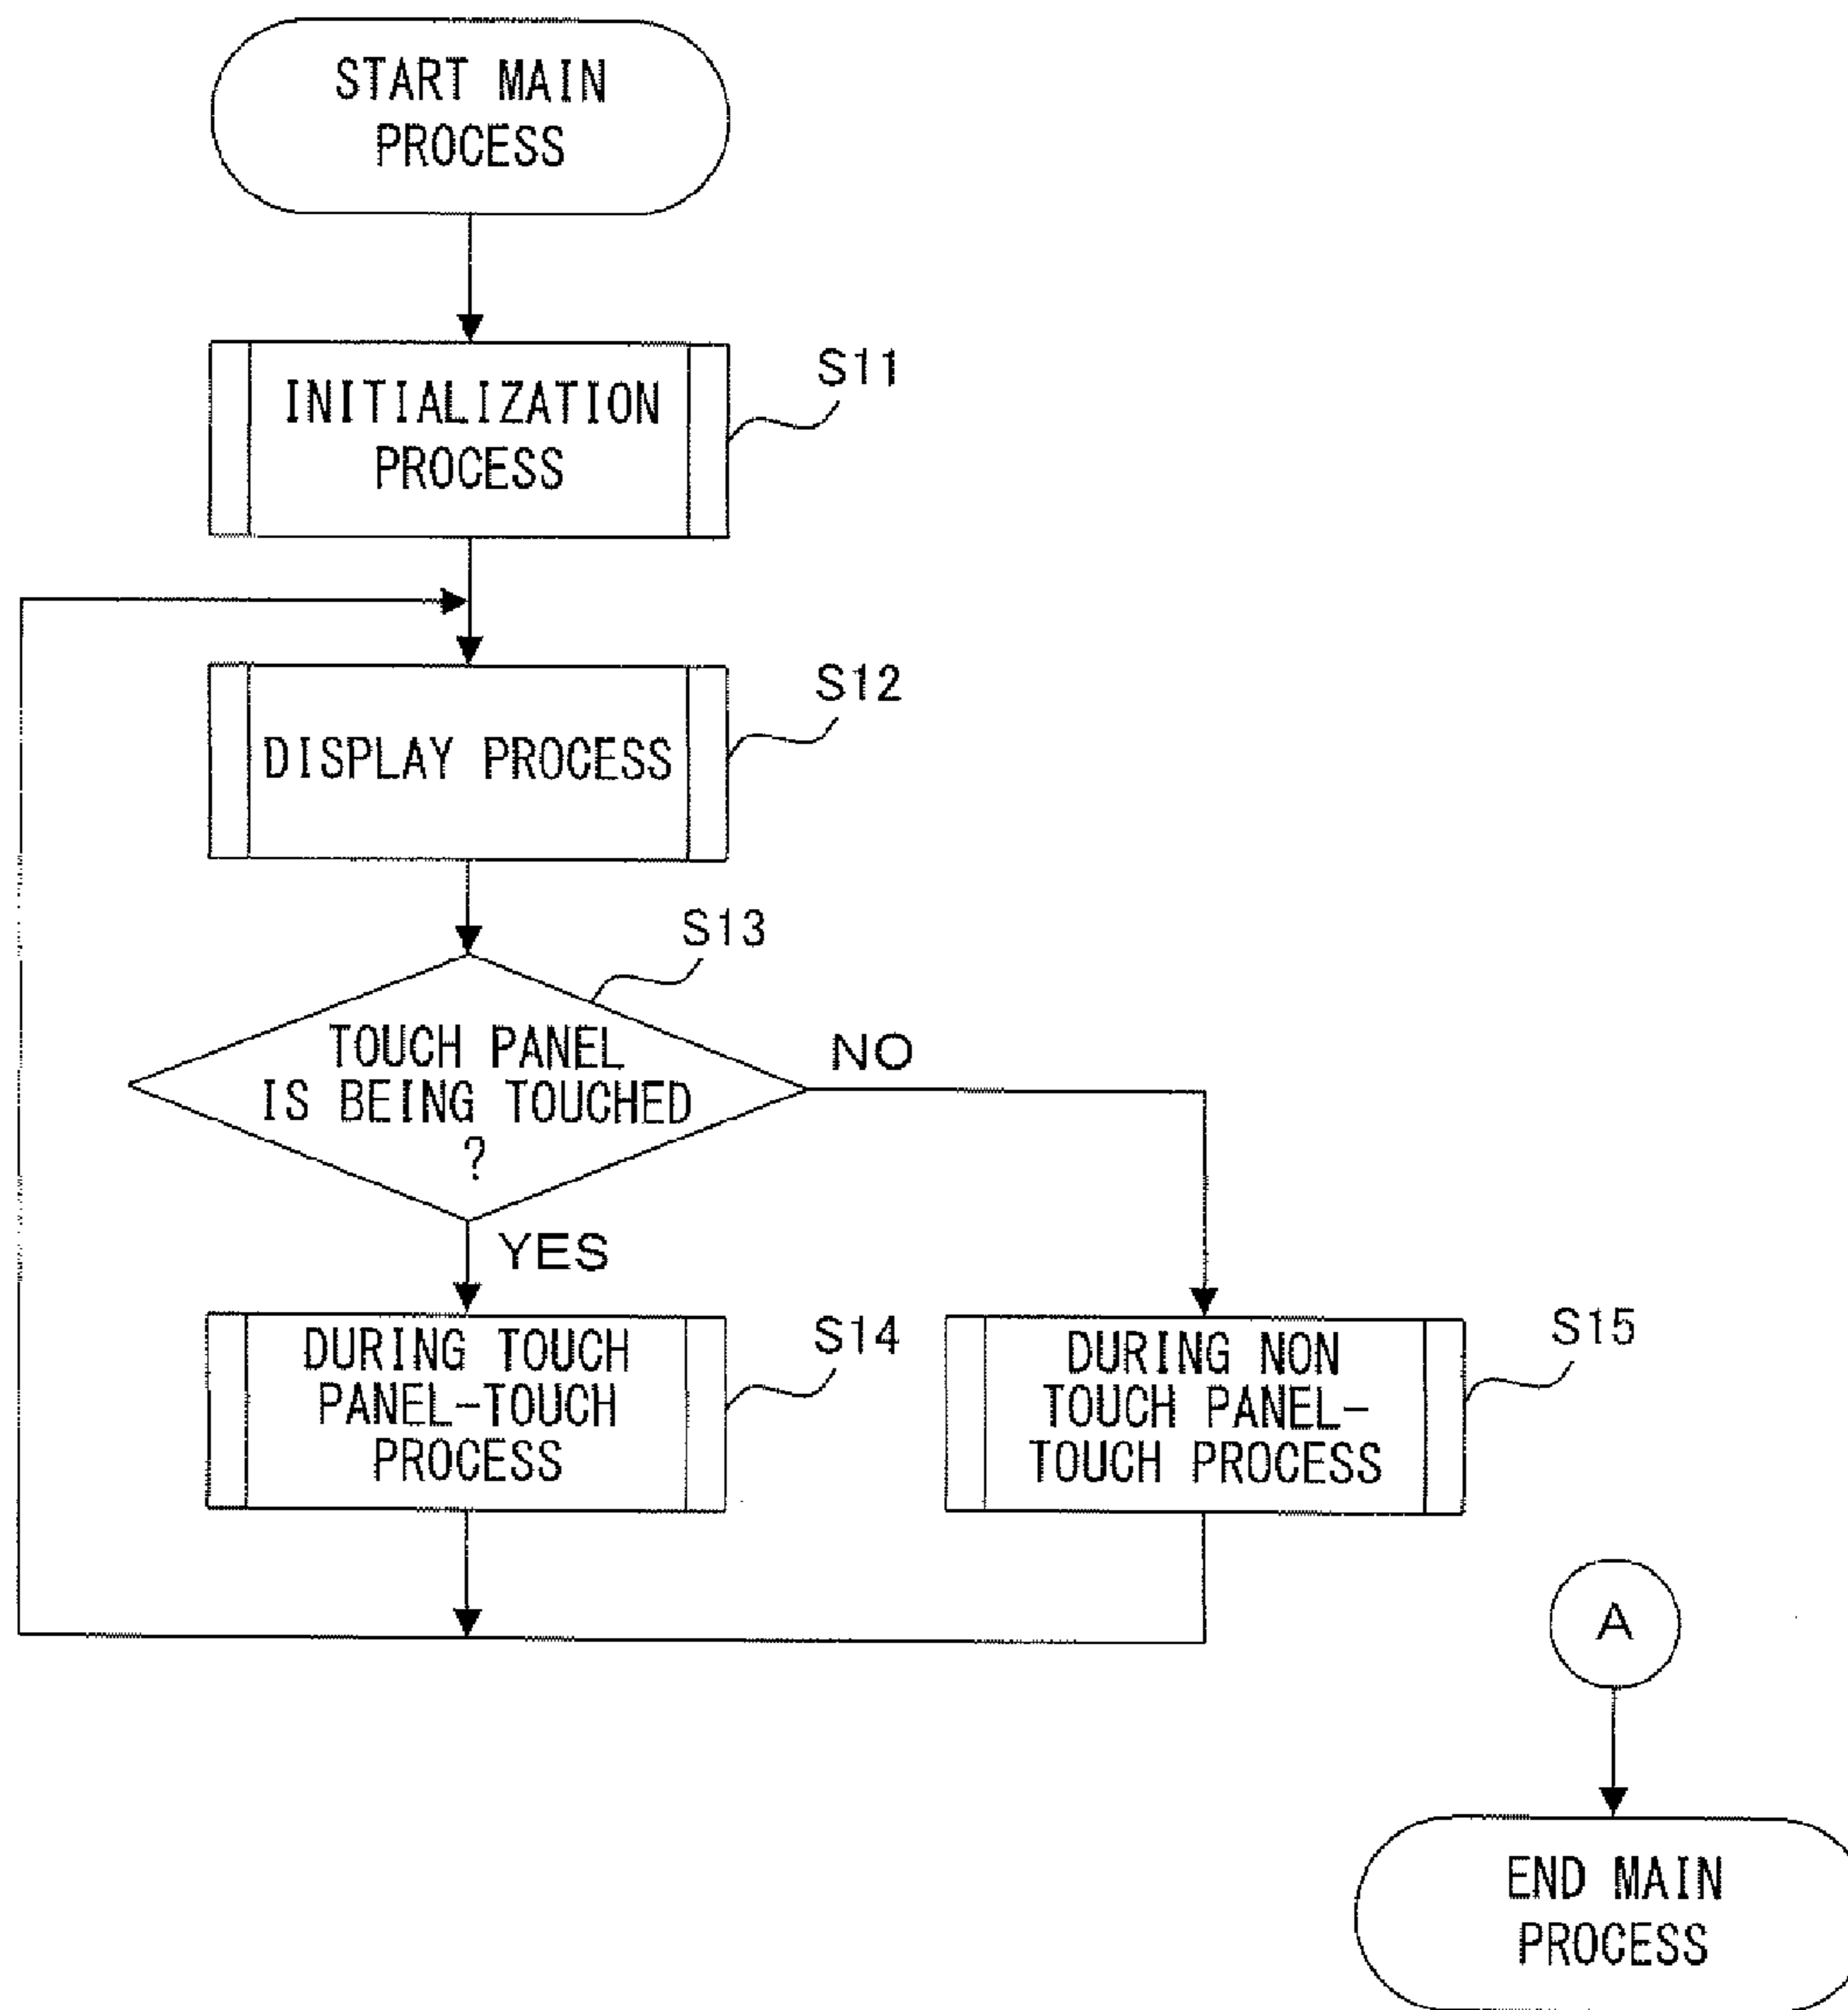 START MAIN
PROCESS
S11
INITIALIZATION
PROCESS
S12
DISPLAY PROCESS
S13
TOUCH PANEL
IS BEING TOUCHED
?
NO
YES
S14
DURING TOUCH
PANEL-TOUCH
PROCESS
S15
DURING NON
TOUCH PANEL-
TOUCH PROCESS
A
END MAIN
PROCESS